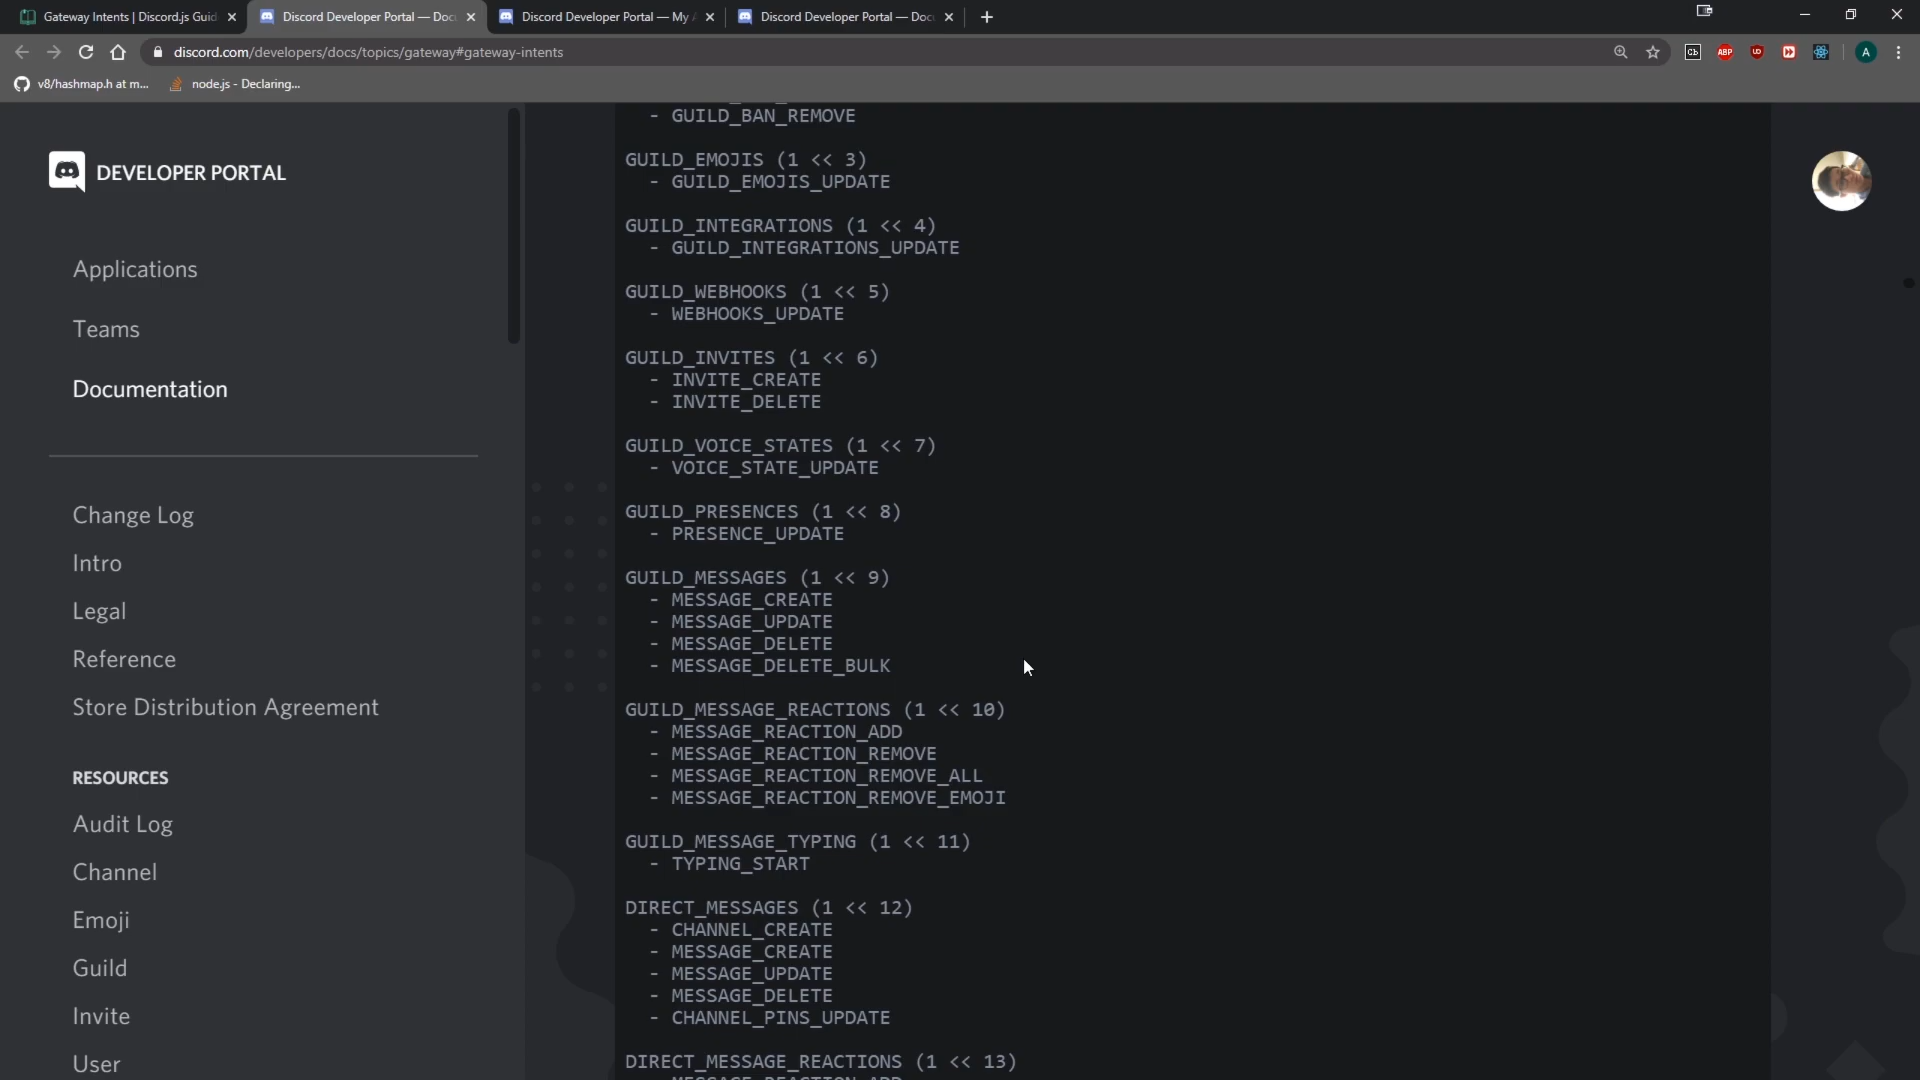 Gateway Intents | Discord.js Guid
Discord Developer Portal — Doc
Discord Developer Portal — My A
Discord Developer Portal — Doc
discord.com/developers/docs/topics/gateway#gateway-intents
Cb
ABP
UD
A
v8/hashmap.h at m...
node.js - Declaring...
DEVELOPER PORTAL
Applications
Teams
Documentation
Change Log
Intro
Legal
Reference
Store Distribution Agreement
RESOURCES
Audit Log
Channel
Emoji
Guild
Invite
User
- GUILD_BAN_REMOVE
GUILD_EMOJIS (1 << 3)
- GUILD_EMOJIS_UPDATE
GUILD_INTEGRATIONS (1 << 4)
- GUILD_INTEGRATIONS_UPDATE
GUILD_WEBHOOKS (1 << 5)
- WEBHOOKS_UPDATE
GUILD_INVITES (1 << 6)
- INVITE_CREATE
- INVITE_DELETE
GUILD_VOICE_STATES (1 << 7)
- VOICE_STATE_UPDATE
GUILD_PRESENCES (1 << 8)
- PRESENCE_UPDATE
GUILD_MESSAGES (1 << 9)
- MESSAGE_CREATE
- MESSAGE_UPDATE
- MESSAGE_DELETE
- MESSAGE_DELETE_BULK
GUILD_MESSAGE_REACTIONS (1 << 10)
- MESSAGE_REACTION_ADD
- MESSAGE_REACTION_REMOVE
- MESSAGE_REACTION_REMOVE_ALL
- MESSAGE_REACTION_REMOVE_EMOJI
GUILD_MESSAGE_TYPING (1 << 11)
- TYPING_START
DIRECT_MESSAGES (1 << 12)
- CHANNEL_CREATE
- MESSAGE_CREATE
- MESSAGE_UPDATE
- MESSAGE_DELETE
- CHANNEL_PINS_UPDATE
DIRECT_MESSAGE_REACTIONS (1 << 13)